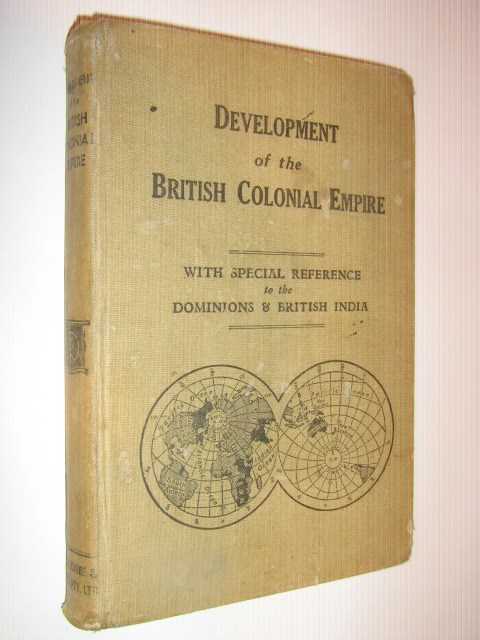 DEVELOPMENT
of the
BRITISH COLONIAL EMPIRE
WITH SPECIAL REFERENCE
to the
DOMINIONS & BRITISH INDIA